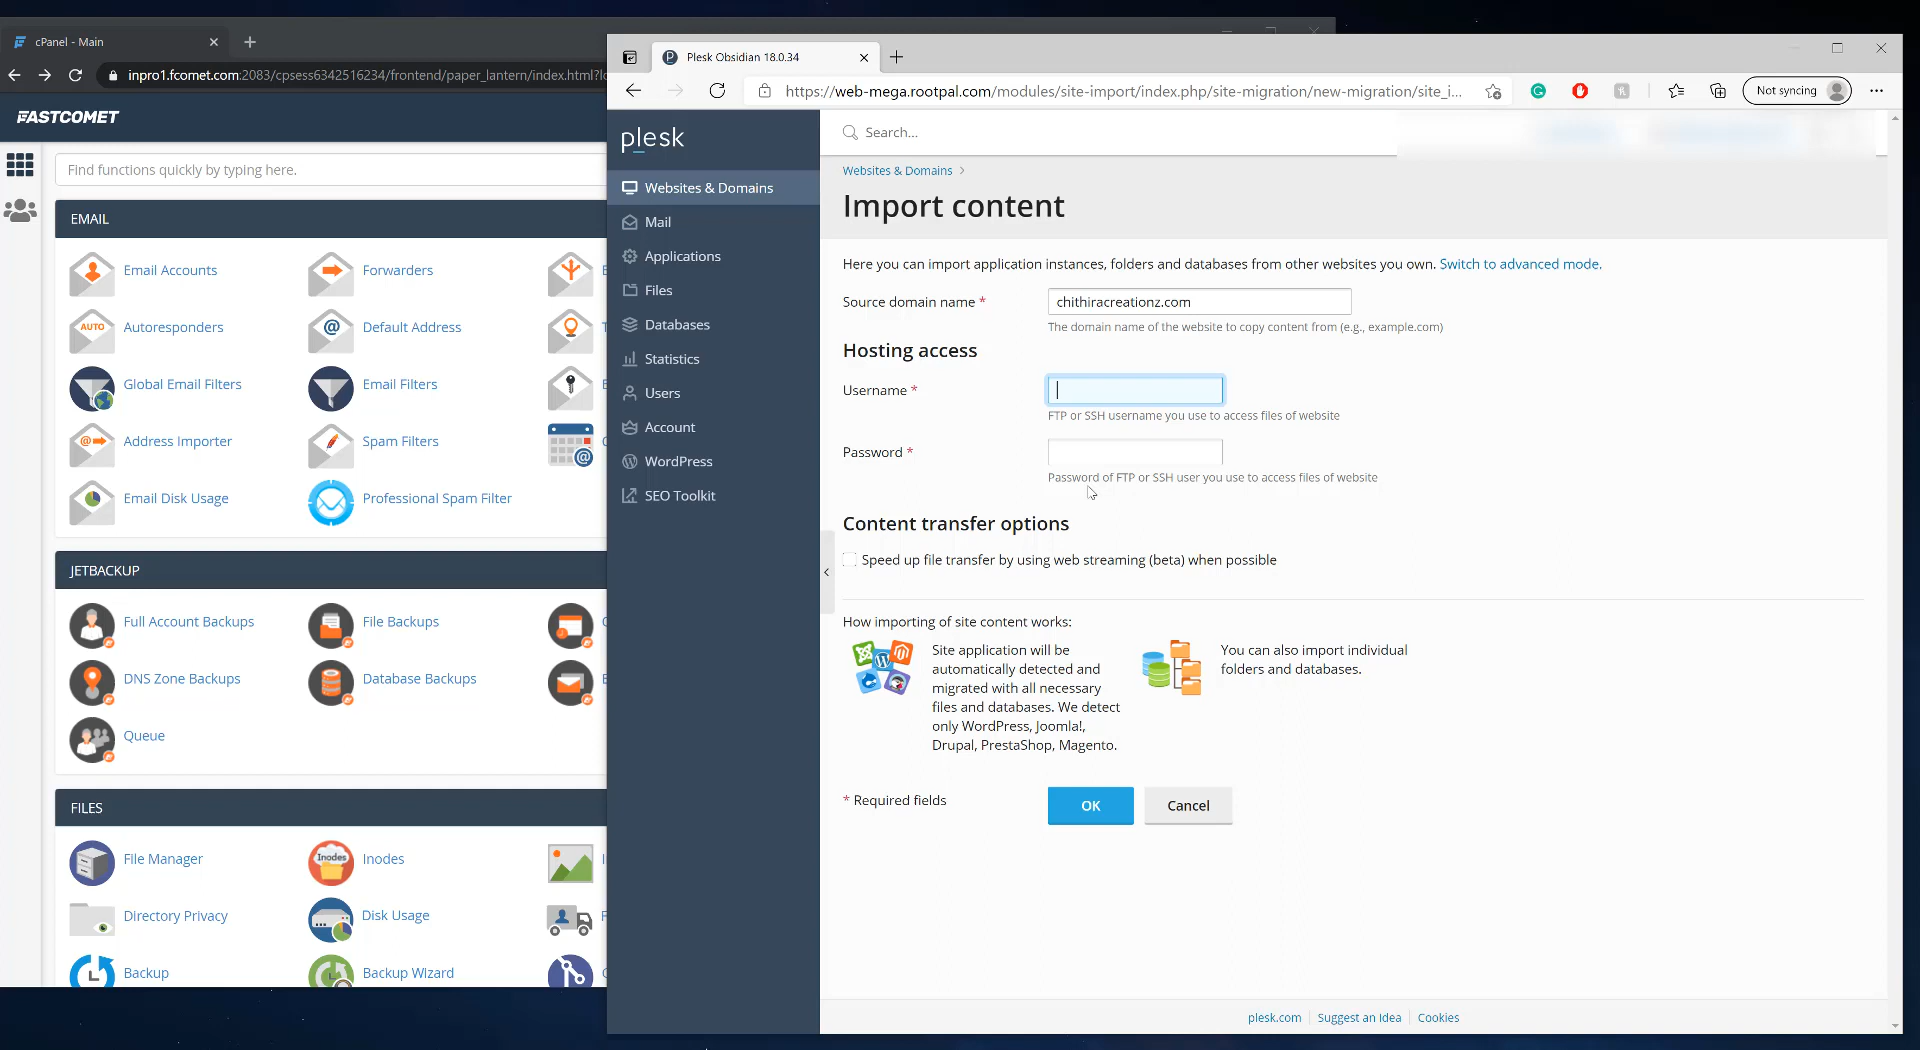 cPanel - Main
inpro1.fcomet.com:2083/cpsess6342516234/frontend/paper_lantern/index.html?l
FASTCOMET
Find functions quickly by typing here.
EMAIL
Email Accounts
Forwarders
AUTO
Autoresponders
Default Address
Global Email Filters
Email Filters
Address Importer
Spam Filters
Email Disk Usage
Professional Spam Filter
JETBACKUP
Full Account Backups
File Backups
DNS Zone Backups
Database Backups
Queue
FILES
File Manager
Inodes
Inodes
Directory Privacy
Disk Usage
Backup
Backup Wizard
Plesk Obsidian 18.0.34
https://web-mega.rootpal.com/modules/site-import/index.php/site-migration/new-migration/site_i...
Not syncing
plesk
Search...
Websites & Domains
Mail
Applications
Files
Databases
Statistics
Users
Account
WordPress
SEO Toolkit
Websites & Domains >
Import content
Here you can import application instances, folders and databases from other websites you own. Switch to advanced mode.
Source domain name *
chithiracreationz.com
The domain name of the website to copy content from (e.g., example.com)
Hosting access
Username *
FTP or SSH username you use to access files of website
Password *
Password of FTP or SSH user you use to access files of website
Content transfer options
Speed up file transfer by using web streaming (beta) when possible
How importing of site content works:
Site application will be
automatically detected and
migrated with all necessary
files and databases. We detect
only WordPress, Joomla!,
Drupal, PrestaShop, Magento.
You can also import individual
folders and databases.
* Required fields
OK
Cancel
plesk.com
Suggest an Idea
Cookies